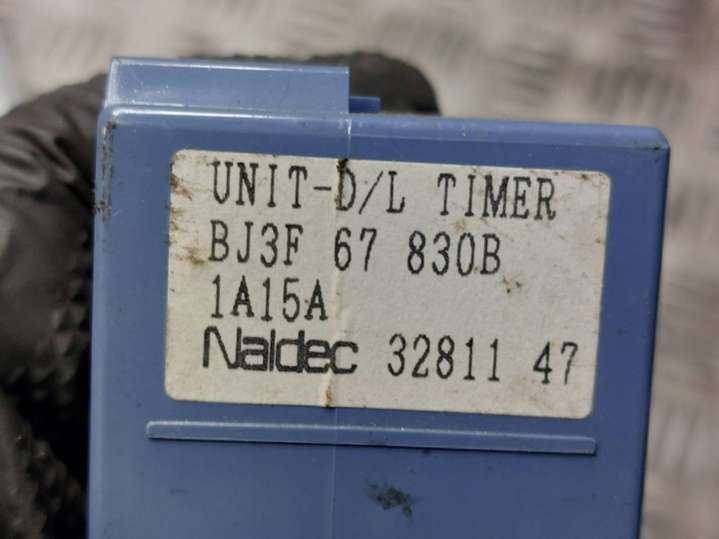 UNIT-D/L TIMER
BJ3F 67 830B
1A15A
Naldec 32811 47